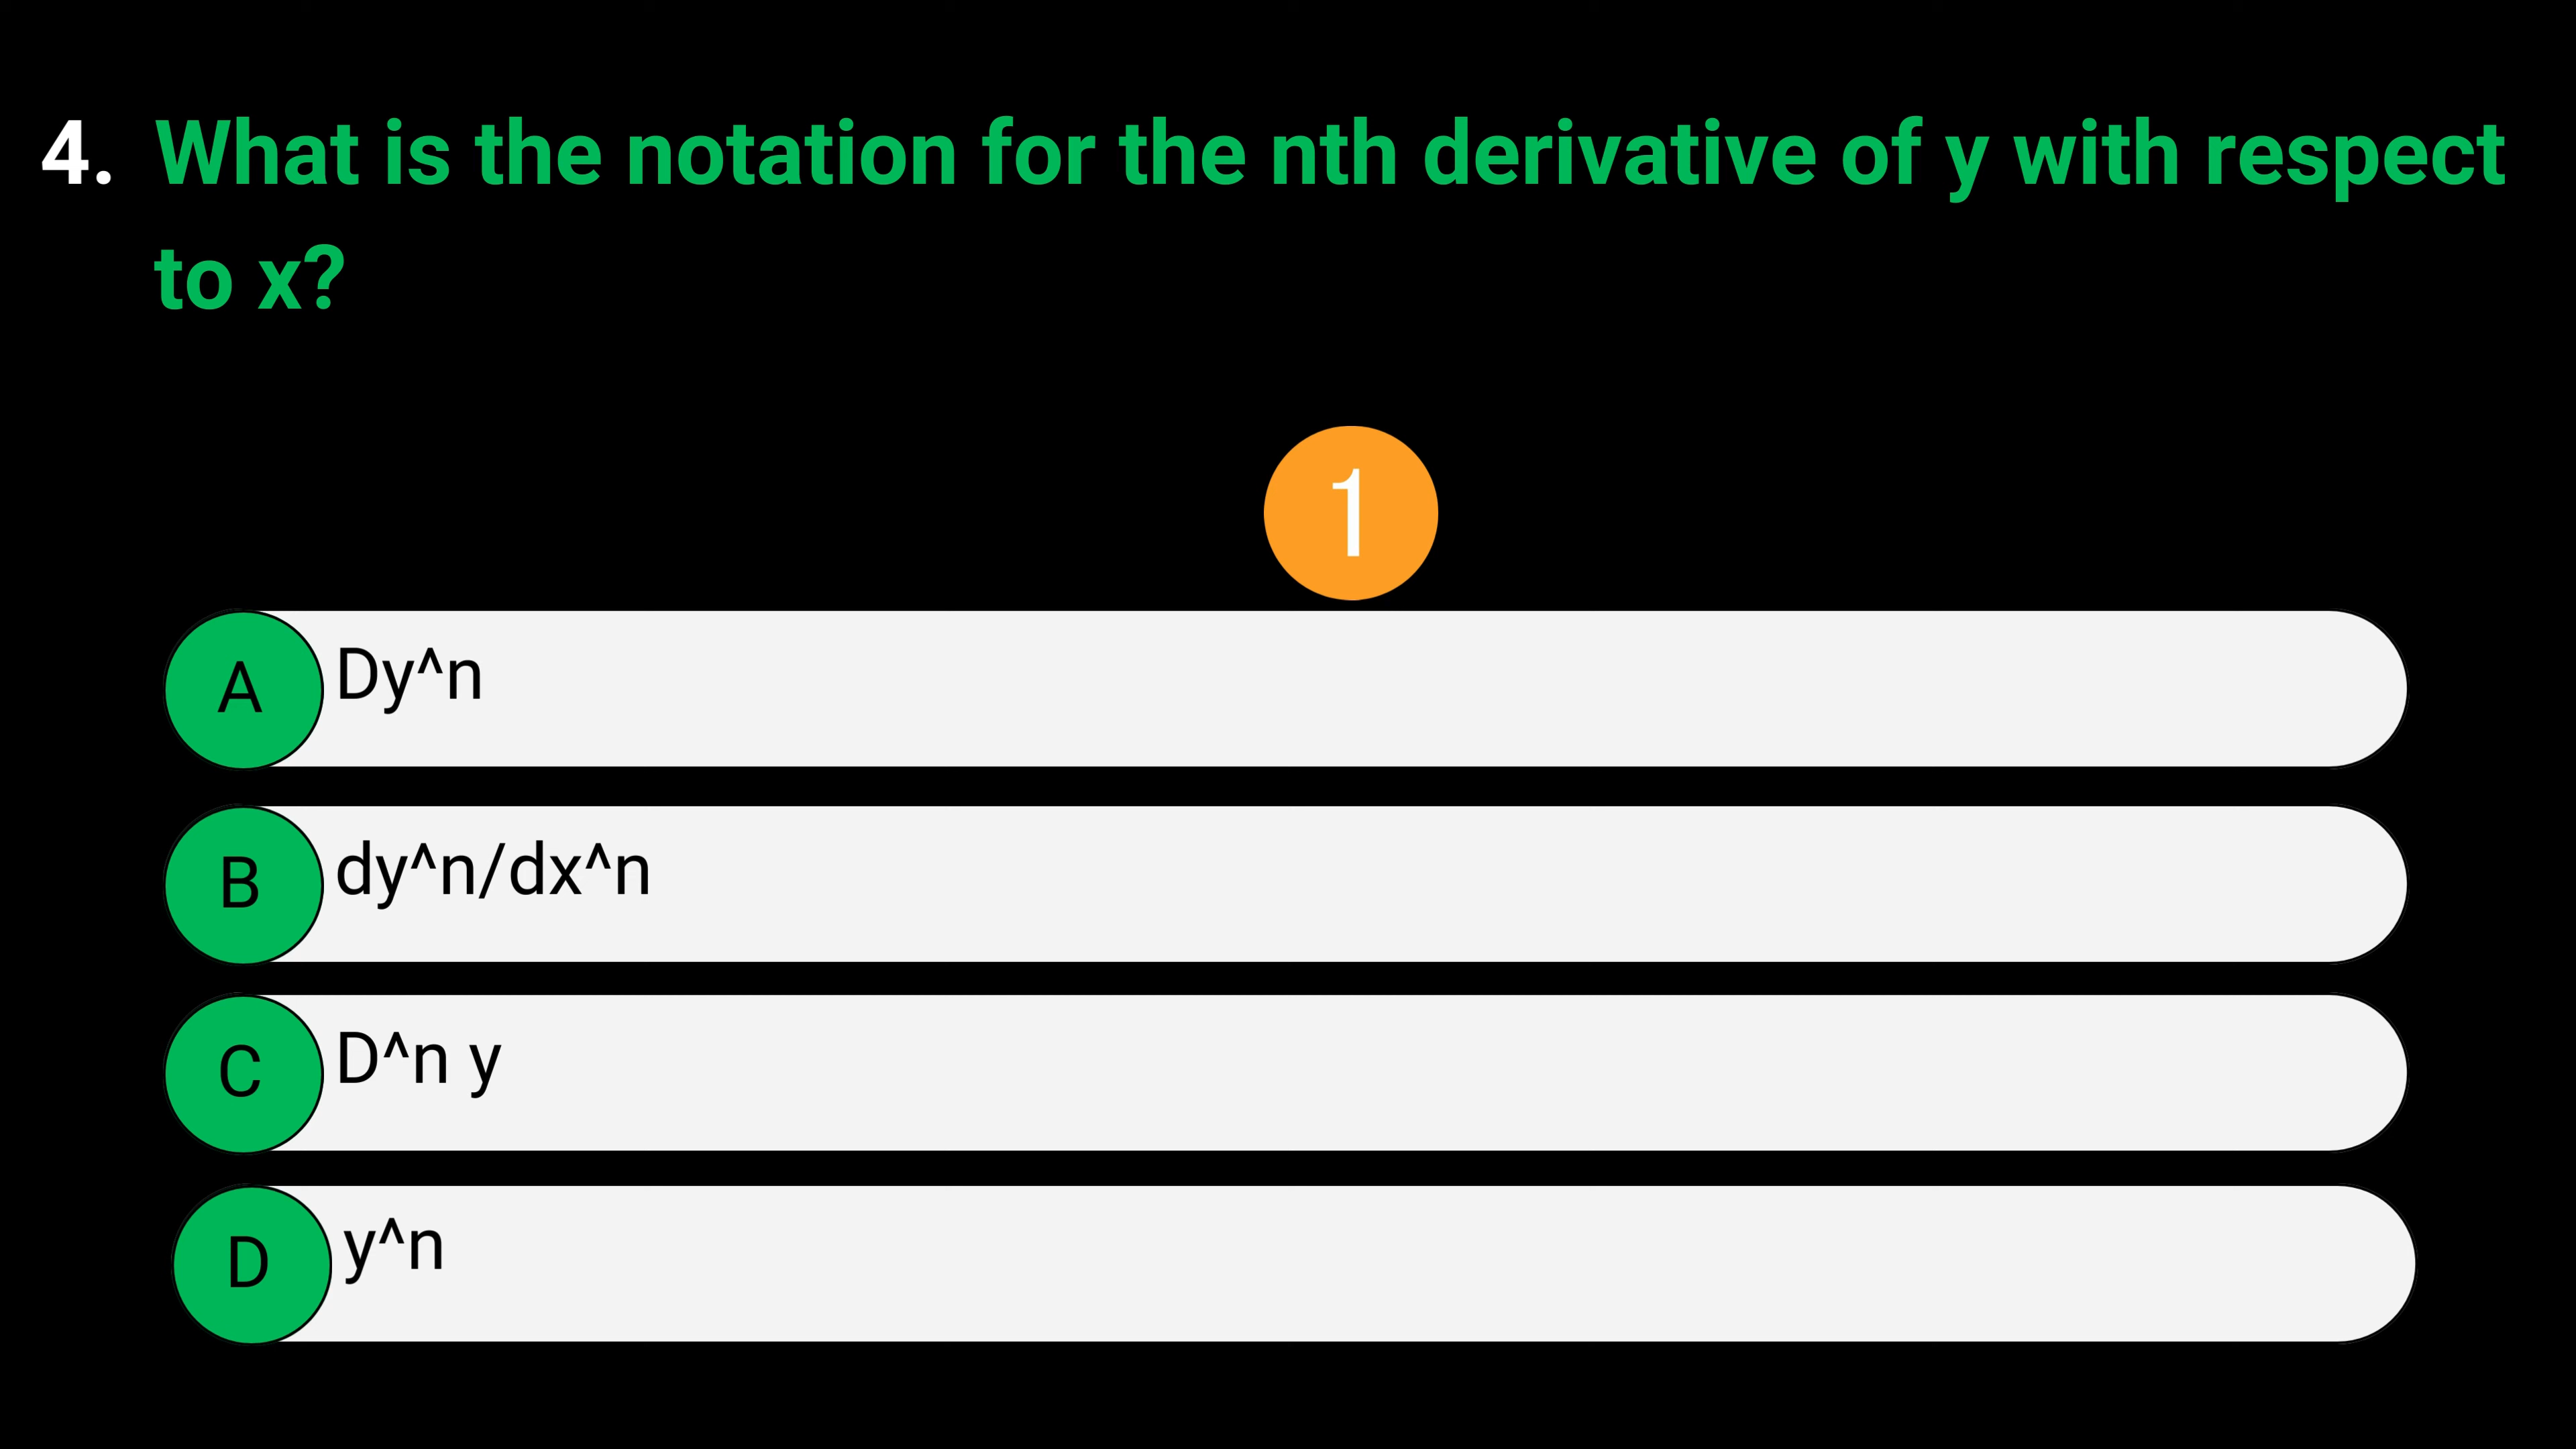 4. What is the notation for the nth derivative of y with respect
to x?
1
A Dy^n
B dy^n/dx^n
C D^n y
D y^n